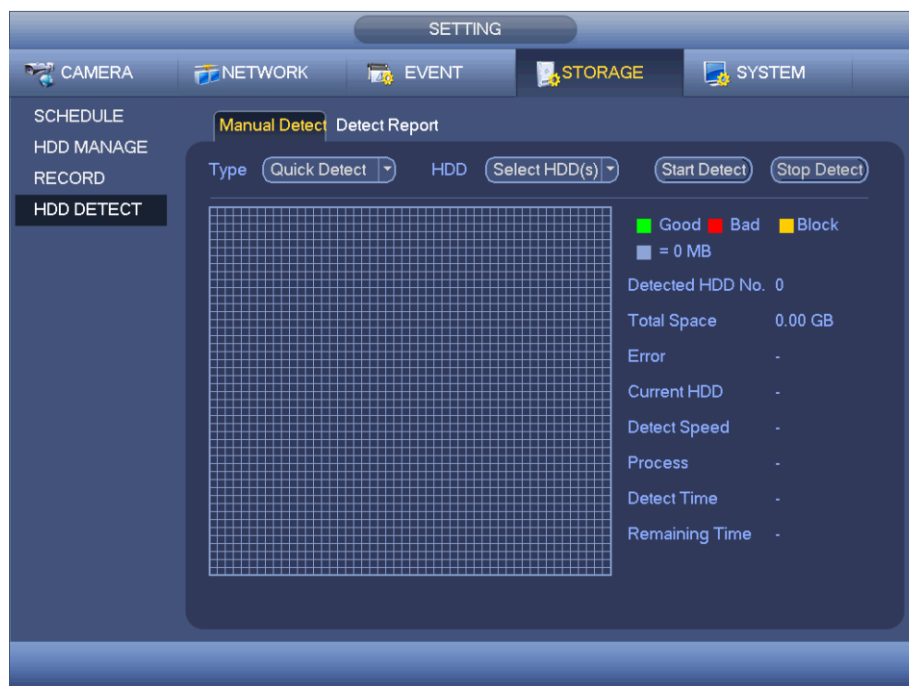 SETTING
CAMERA NETWORK EVENT STORAGE SYSTEM
SCHEDULE
HDD MANAGE
RECORD
HDD DETECT
Manual Detect Detect Report
Type Quick Detect HDD Select HDD(s) Start Detect Stop Detect
Good Bad Block
= 0 MB
Detected HDD No. 0
Total Space 0.00 GB
Error -
Current HDD -
Detect Speed -
Process -
Detect Time -
Remaining Time -